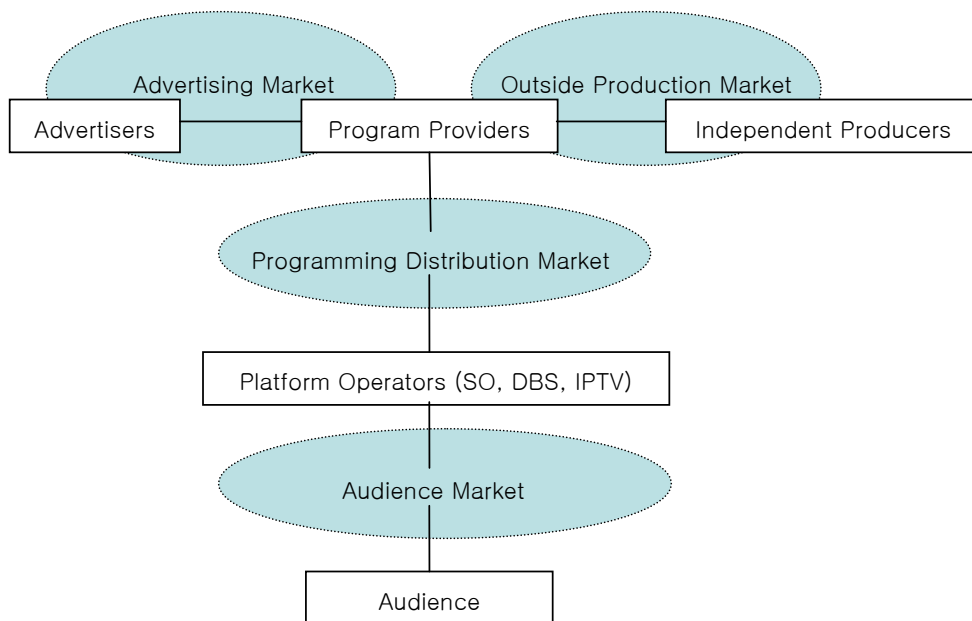 Advertising Market
Outside Production Market
Advertisers
Program Providers
Independent Producers
Programming Distribution Market
Platform Operators (SO, DBS, IPTV)
Audience Market
Audience